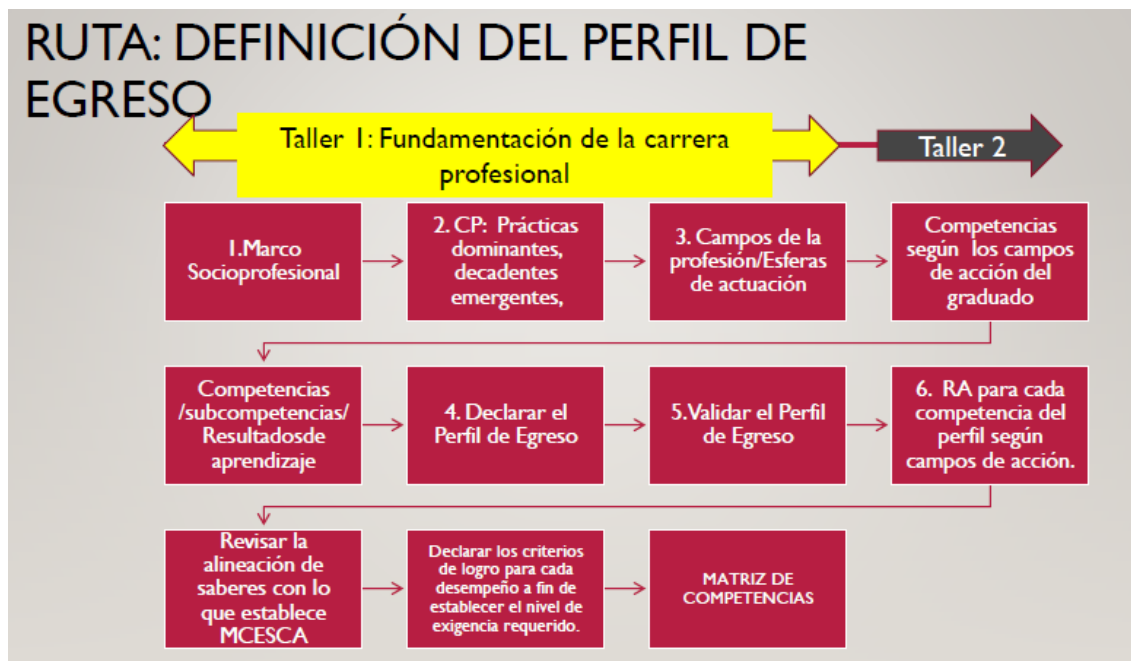 RUTA: DEFINICIÓN DEL PERFIL DE
EGRESO
Taller 1: Fundamentación de la carrera
profesional
Taller 2
1.Marco
Socioprofesional
2. CP: Prácticas
dominantes,
decadentes
emergentes,
3. Campos de la
profesión/Esferas
de actuación
Competencias
según los campos
de acción del
graduado
Competencias
/subcompetencias/
Resultadosde
aprendizaje
4. Declarar el
Perfil de Egreso
5.Validar el Perfil
de Egreso
6. RA para cada
competencia del
perfil según
campos de acción.
Revisar la
alineación de
saberes con lo
que establece
MCESCA
Declarar los criterios
de logro para cada
desempeño a fin de
establecer el nivel de
exigencia requerido.
MATRIZ DE
COMPETENCIAS